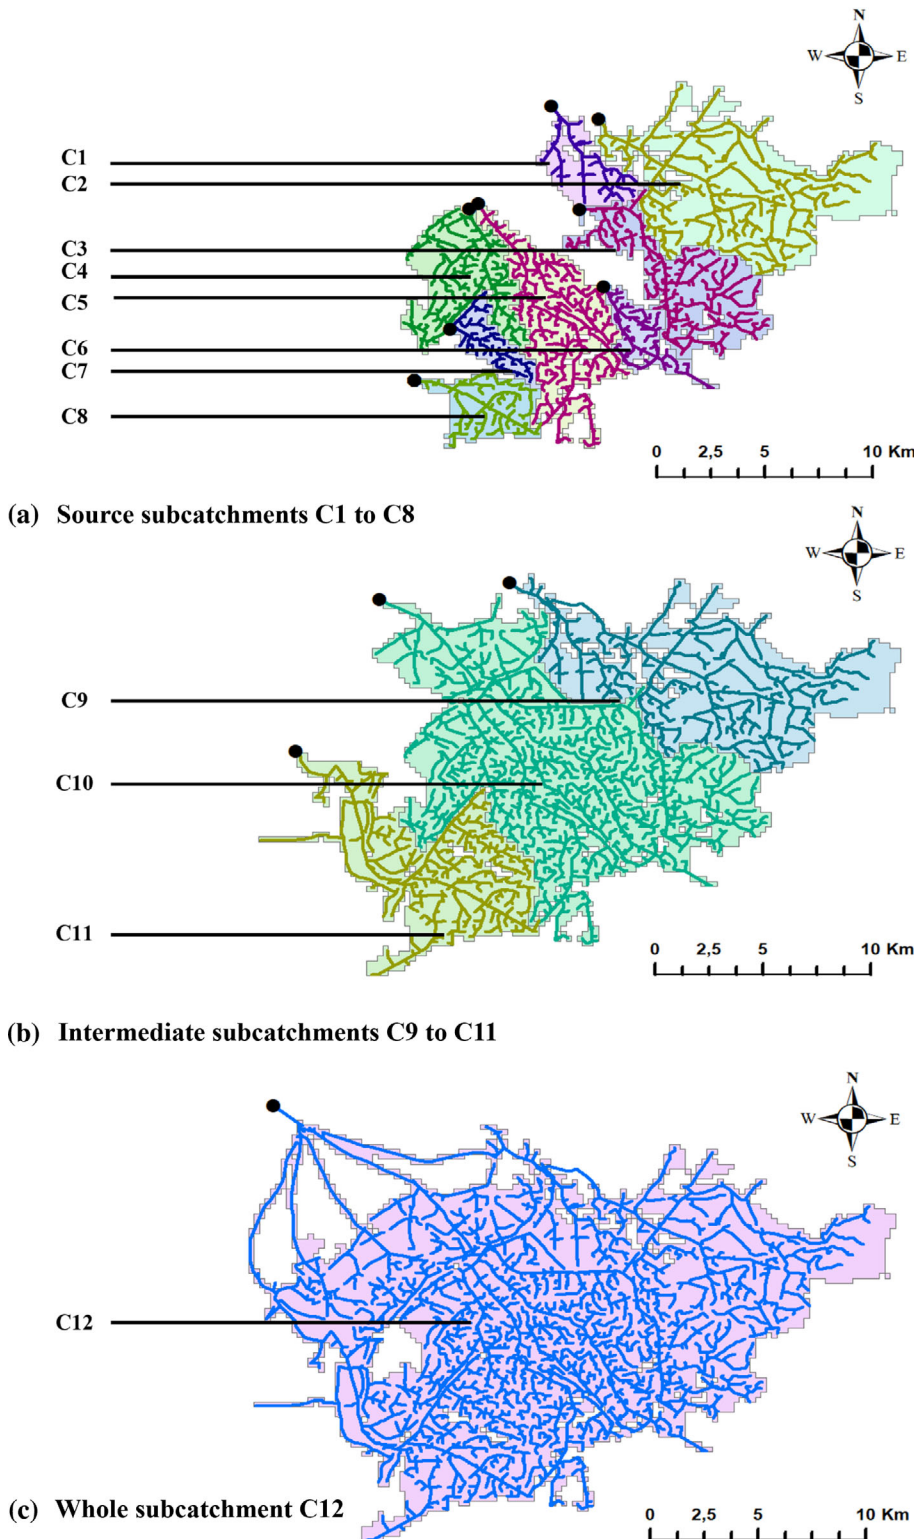 N
W E
S
C1
C2
C3
C4
C5
C6
C7
C8
0 2,5 5 10 Km
(a) Source subcatchments C1 to C8
N
W E
S
C9
C10
C11
0 2,5 5 10 Km
(b) Intermediate subcatchments C9 to C11
N
W E
S
C12
(c) Whole subcatchment C12
0 2,5 5 10 Km